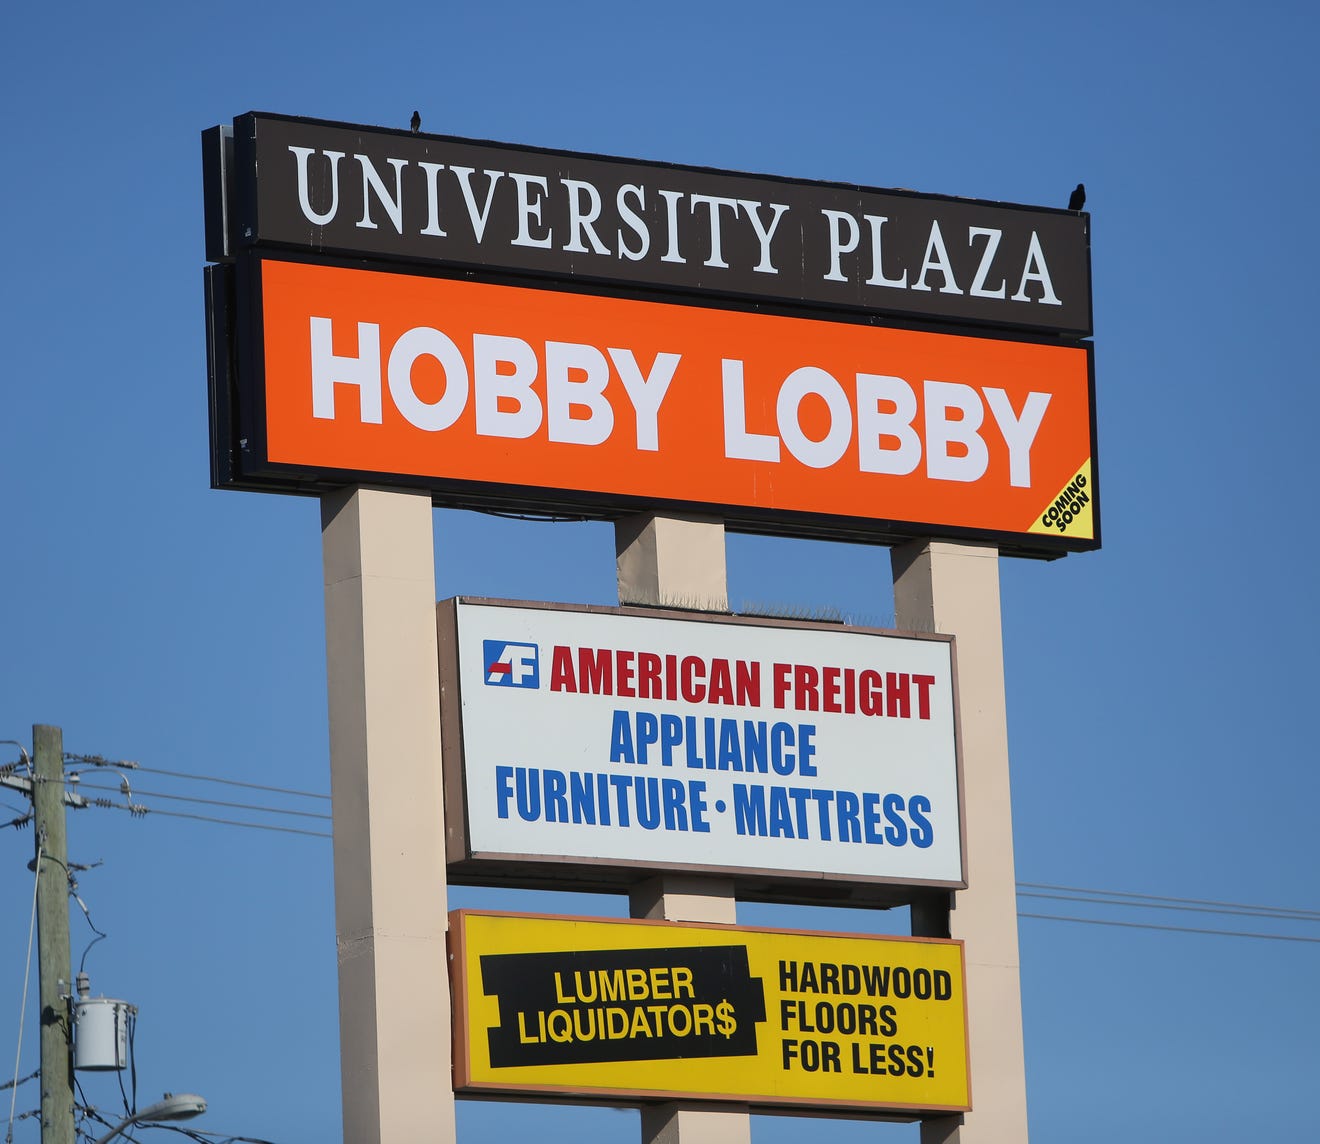 UNIVERSITY PLAZA
HOBBY LOBBY
COMING
SOON
AF AMERICAN FREIGHT
APPLIANCE
FURNITURE • MATTRESS
LUMBER
LIQUIDATOR$
HARDWOOD
FLOORS
FOR LESS!